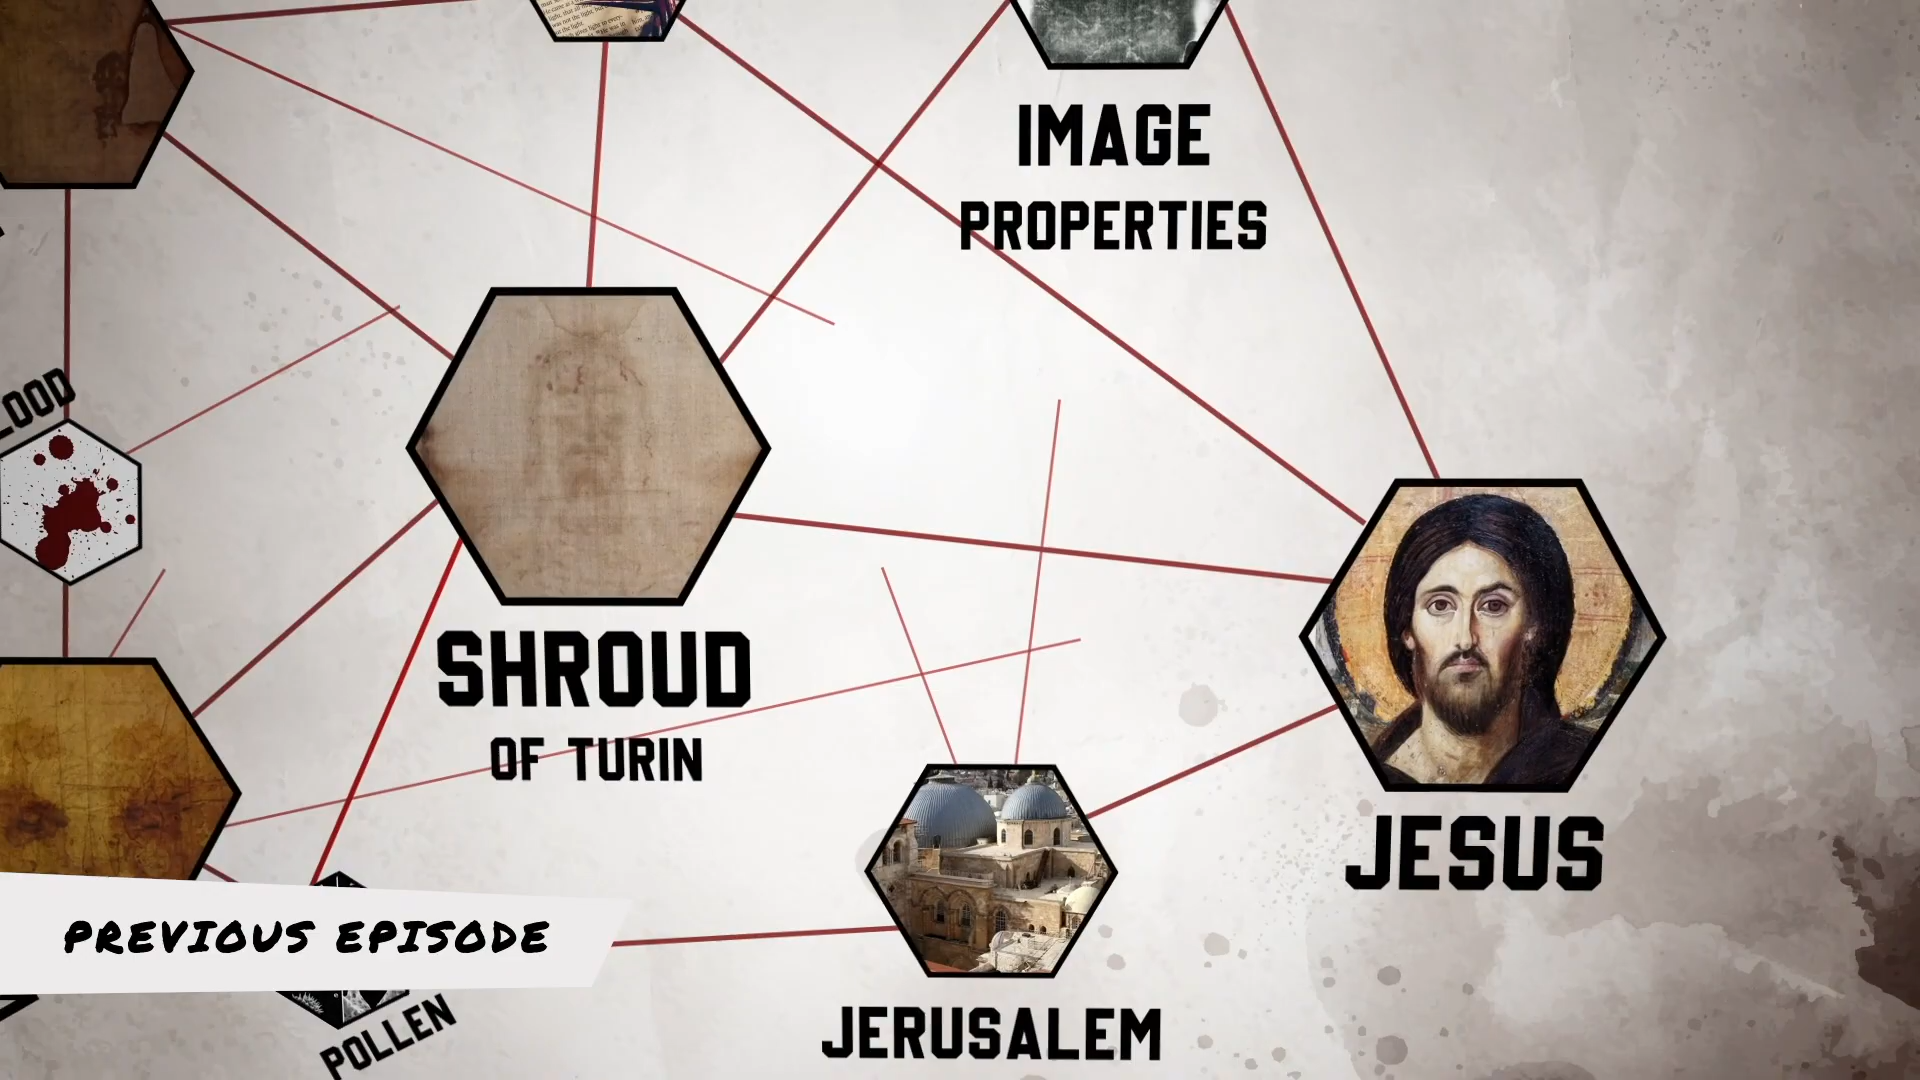 IMAGE
PROPERTIES
LOOD
SHROUD
OF TURIN
JESUS
PREVIOUS EPISODE
POLLEN
JERUSALEM